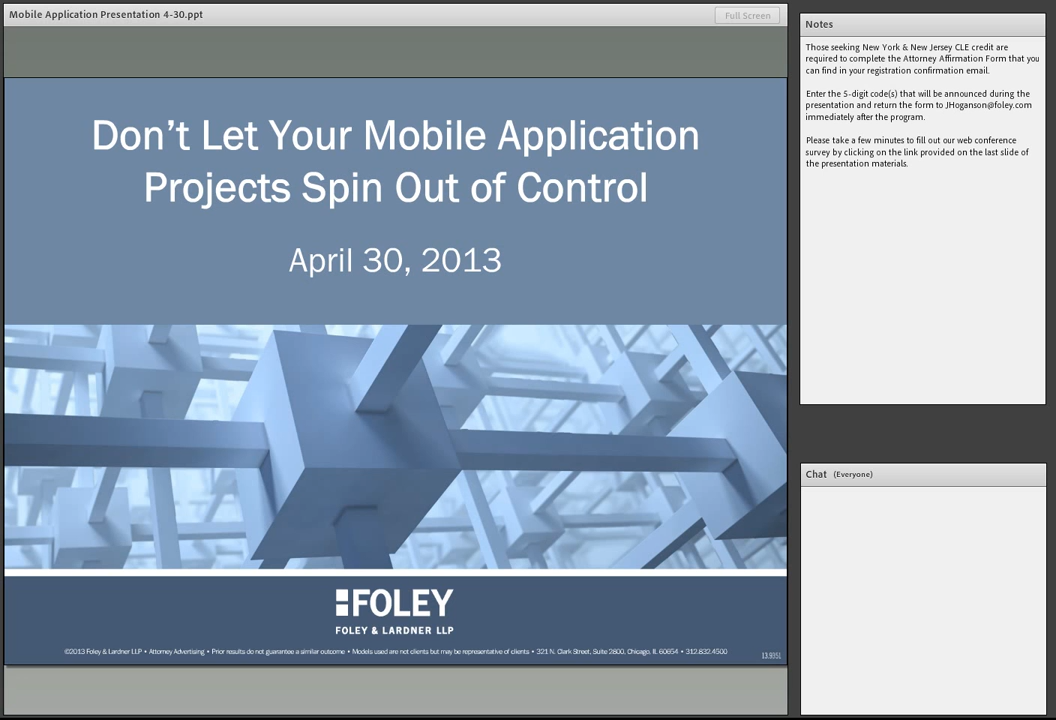 Mobile Application Presentation 4-30.ppt
Full Screen
Don't Let Your Mobile Application
Projects Spin Out of Control
April 30, 2013
FOLEY
FOLEY & LARDNER LLP
©2013 Foley & Lardner LLP • Attorney Advertising • Prior results do not guarantee a similar outcome • Models used are not clients but may be representative of clients • 321 N. Clark Street, Suite 2800, Chicago, IL 60654 • 312.832.4500
13.9351
Notes
Those seeking New York & New Jersey CLE credit are
required to complete the Attorney Affirmation Form that you
can find in your registration confirmation email.
Enter the 5-digit code(s) that will be announced during the
presentation and return the form to JHoganson@foley.com
immediately after the program.
Please take a few minutes to fill out our web conference
survey by clicking on the link provided on the last slide of
the presentation materials.
Chat (Everyone)